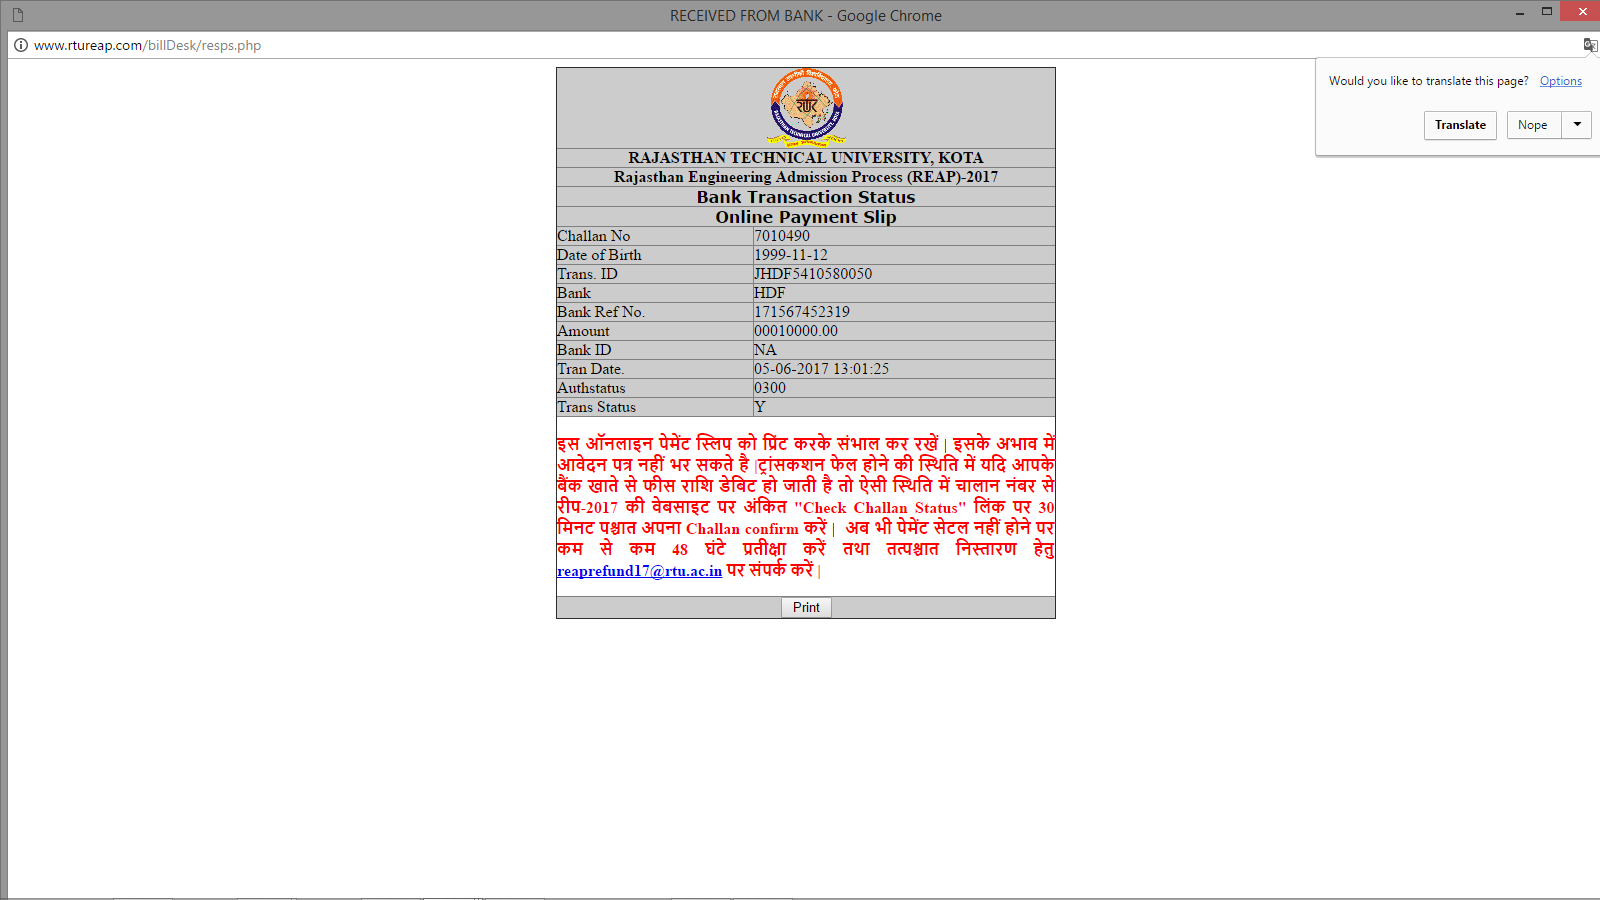 RECEIVED FROM BANK - Google Chrome
www.rtureap.com/billDesk/resps.php
Would you like to translate this page? Options
Translate Nope
RAJASTHAN TECHNICAL UNIVERSITY, KOTA
Rajasthan Engineering Admission Process (REAP)-2017
Bank Transaction Status
Online Payment Slip
Challan No 7010490
Date of Birth 1999-11-12
Trans. ID JHDF5410580050
Bank HDF
Bank Ref No. 171567452319
Amount 00010000.00
Bank ID NA
Tran Date. 05-06-2017 13:01:25
Authstatus 0300
Trans Status Y
इस ऑनलाइन पेमेंट स्लिप को प्रिंट करके संभाल कर रखें | इसके अभाव में
आवेदन पत्र नहीं भर सकते है |ट्रांसकशन फेल होने की स्थिति में यदि आपके
बैंक खाते से फीस राशि डेबिट हो जाती है तो ऐसी स्थिति में चालान नंबर से
रीप-2017 की वेबसाइट पर अंकित "Check Challan Status" लिंक पर 30
मिनट पश्चात अपना Challan confirm करें | अब भी पेमेंट सेटल नहीं होने पर
कम से कम 48 घंटे प्रतीक्षा करें तथा तत्पश्चात निस्तारण हेतु
reaprefund17@rtu.ac.in पर संपर्क करें |
Print